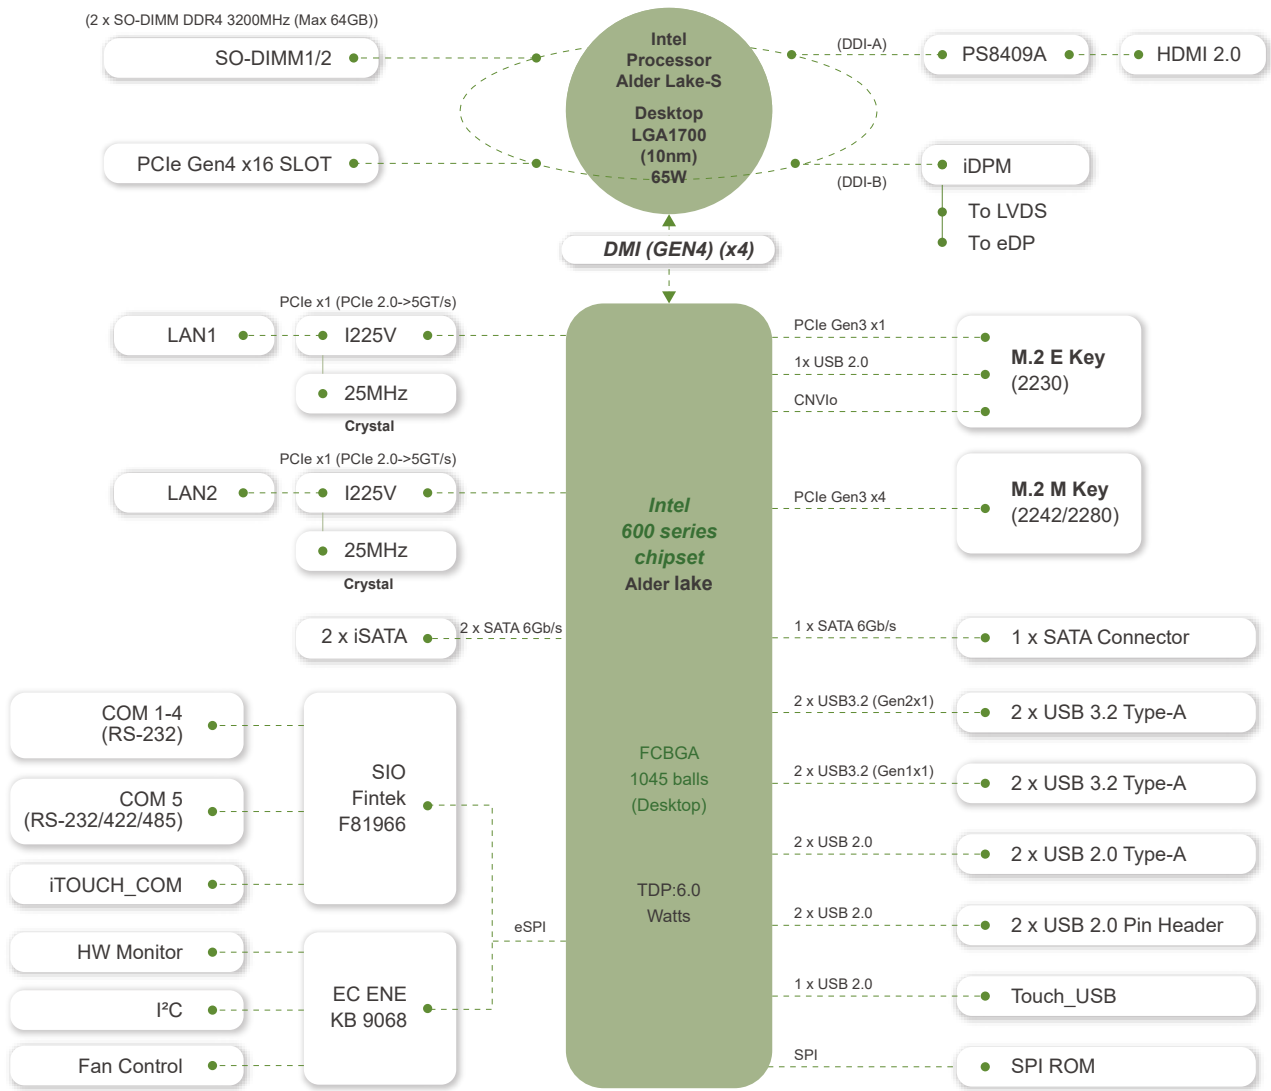 (2 x SO-DIMM DDR4 3200MHz (Max 64GB))
SO-DIMM1/2
PCIe Gen4 x16 SLOT
Intel
Processor
Alder Lake-S
Desktop
LGA1700
(10nm)
65W
(DDI-A)
PS8409A
HDMI 2.0
(DDI-B)
iDPM
To LVDS
To eDP
DMI (GEN4) (x4)
PCIe x1 (PCIe 2.0->5GT/s)
LAN1
I225V
25MHz
Crystal
PCIe x1 (PCIe 2.0->5GT/s)
LAN2
I225V
25MHz
Crystal
2 x iSATA
2 x SATA 6Gb/s
COM 1-4
(RS-232)
COM 5
(RS-232/422/485)
iTOUCH_COM
SIO
Fintek
F81966
HW Monitor
I²C
Fan Control
EC ENE
KB 9068
eSPI
Intel
600 series
chipset
Alder lake
FCBGA
1045 balls
(Desktop)
TDP:6.0
Watts
PCIe Gen3 x1
1x USB 2.0
CNVIo
M.2 E Key
(2230)
PCIe Gen3 x4
M.2 M Key
(2242/2280)
1 x SATA 6Gb/s
1 x SATA Connector
2 x USB3.2 (Gen2x1)
2 x USB 3.2 Type-A
2 x USB3.2 (Gen1x1)
2 x USB 3.2 Type-A
2 x USB 2.0
2 x USB 2.0 Type-A
2 x USB 2.0
2 x USB 2.0 Pin Header
1 x USB 2.0
Touch_USB
SPI
SPI ROM